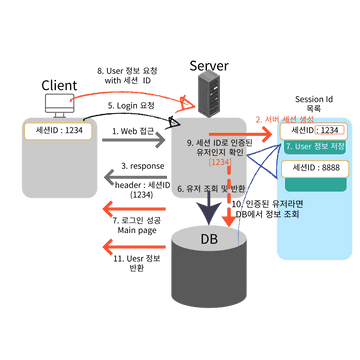 8. User 정보 요청
with 세션 ID
Server
Client
5. Login 요청
Session Id
목록
세션ID : 1234
1. Web 접근
2. 서버 세션 생성
세션ID : 1234
9. 세션 ID로 인증된
유저인지 확인
[1234]
7. User 정보 저장
3. response
header : 세션ID
(1234)
세션ID : 8888
6. 유저 조회 및 반환
10. 인증된 유저라면
DB에서 정보 조회
7. 로그인 성공
Main page
DB
11. Uesr 정보
반환